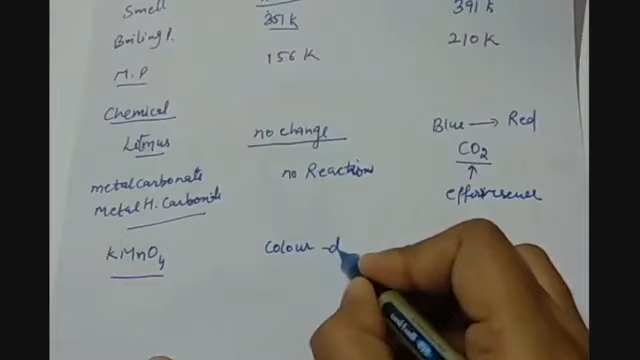 Smell
391 K
351 K
Boiling P.
210 K
156 K
M.P
Chemical
Blue → Red
no change
Litmus
CO2
no Reaction
metal carbonate
effervescence
Metal H. Carbonate
KMnO4
Colour -d